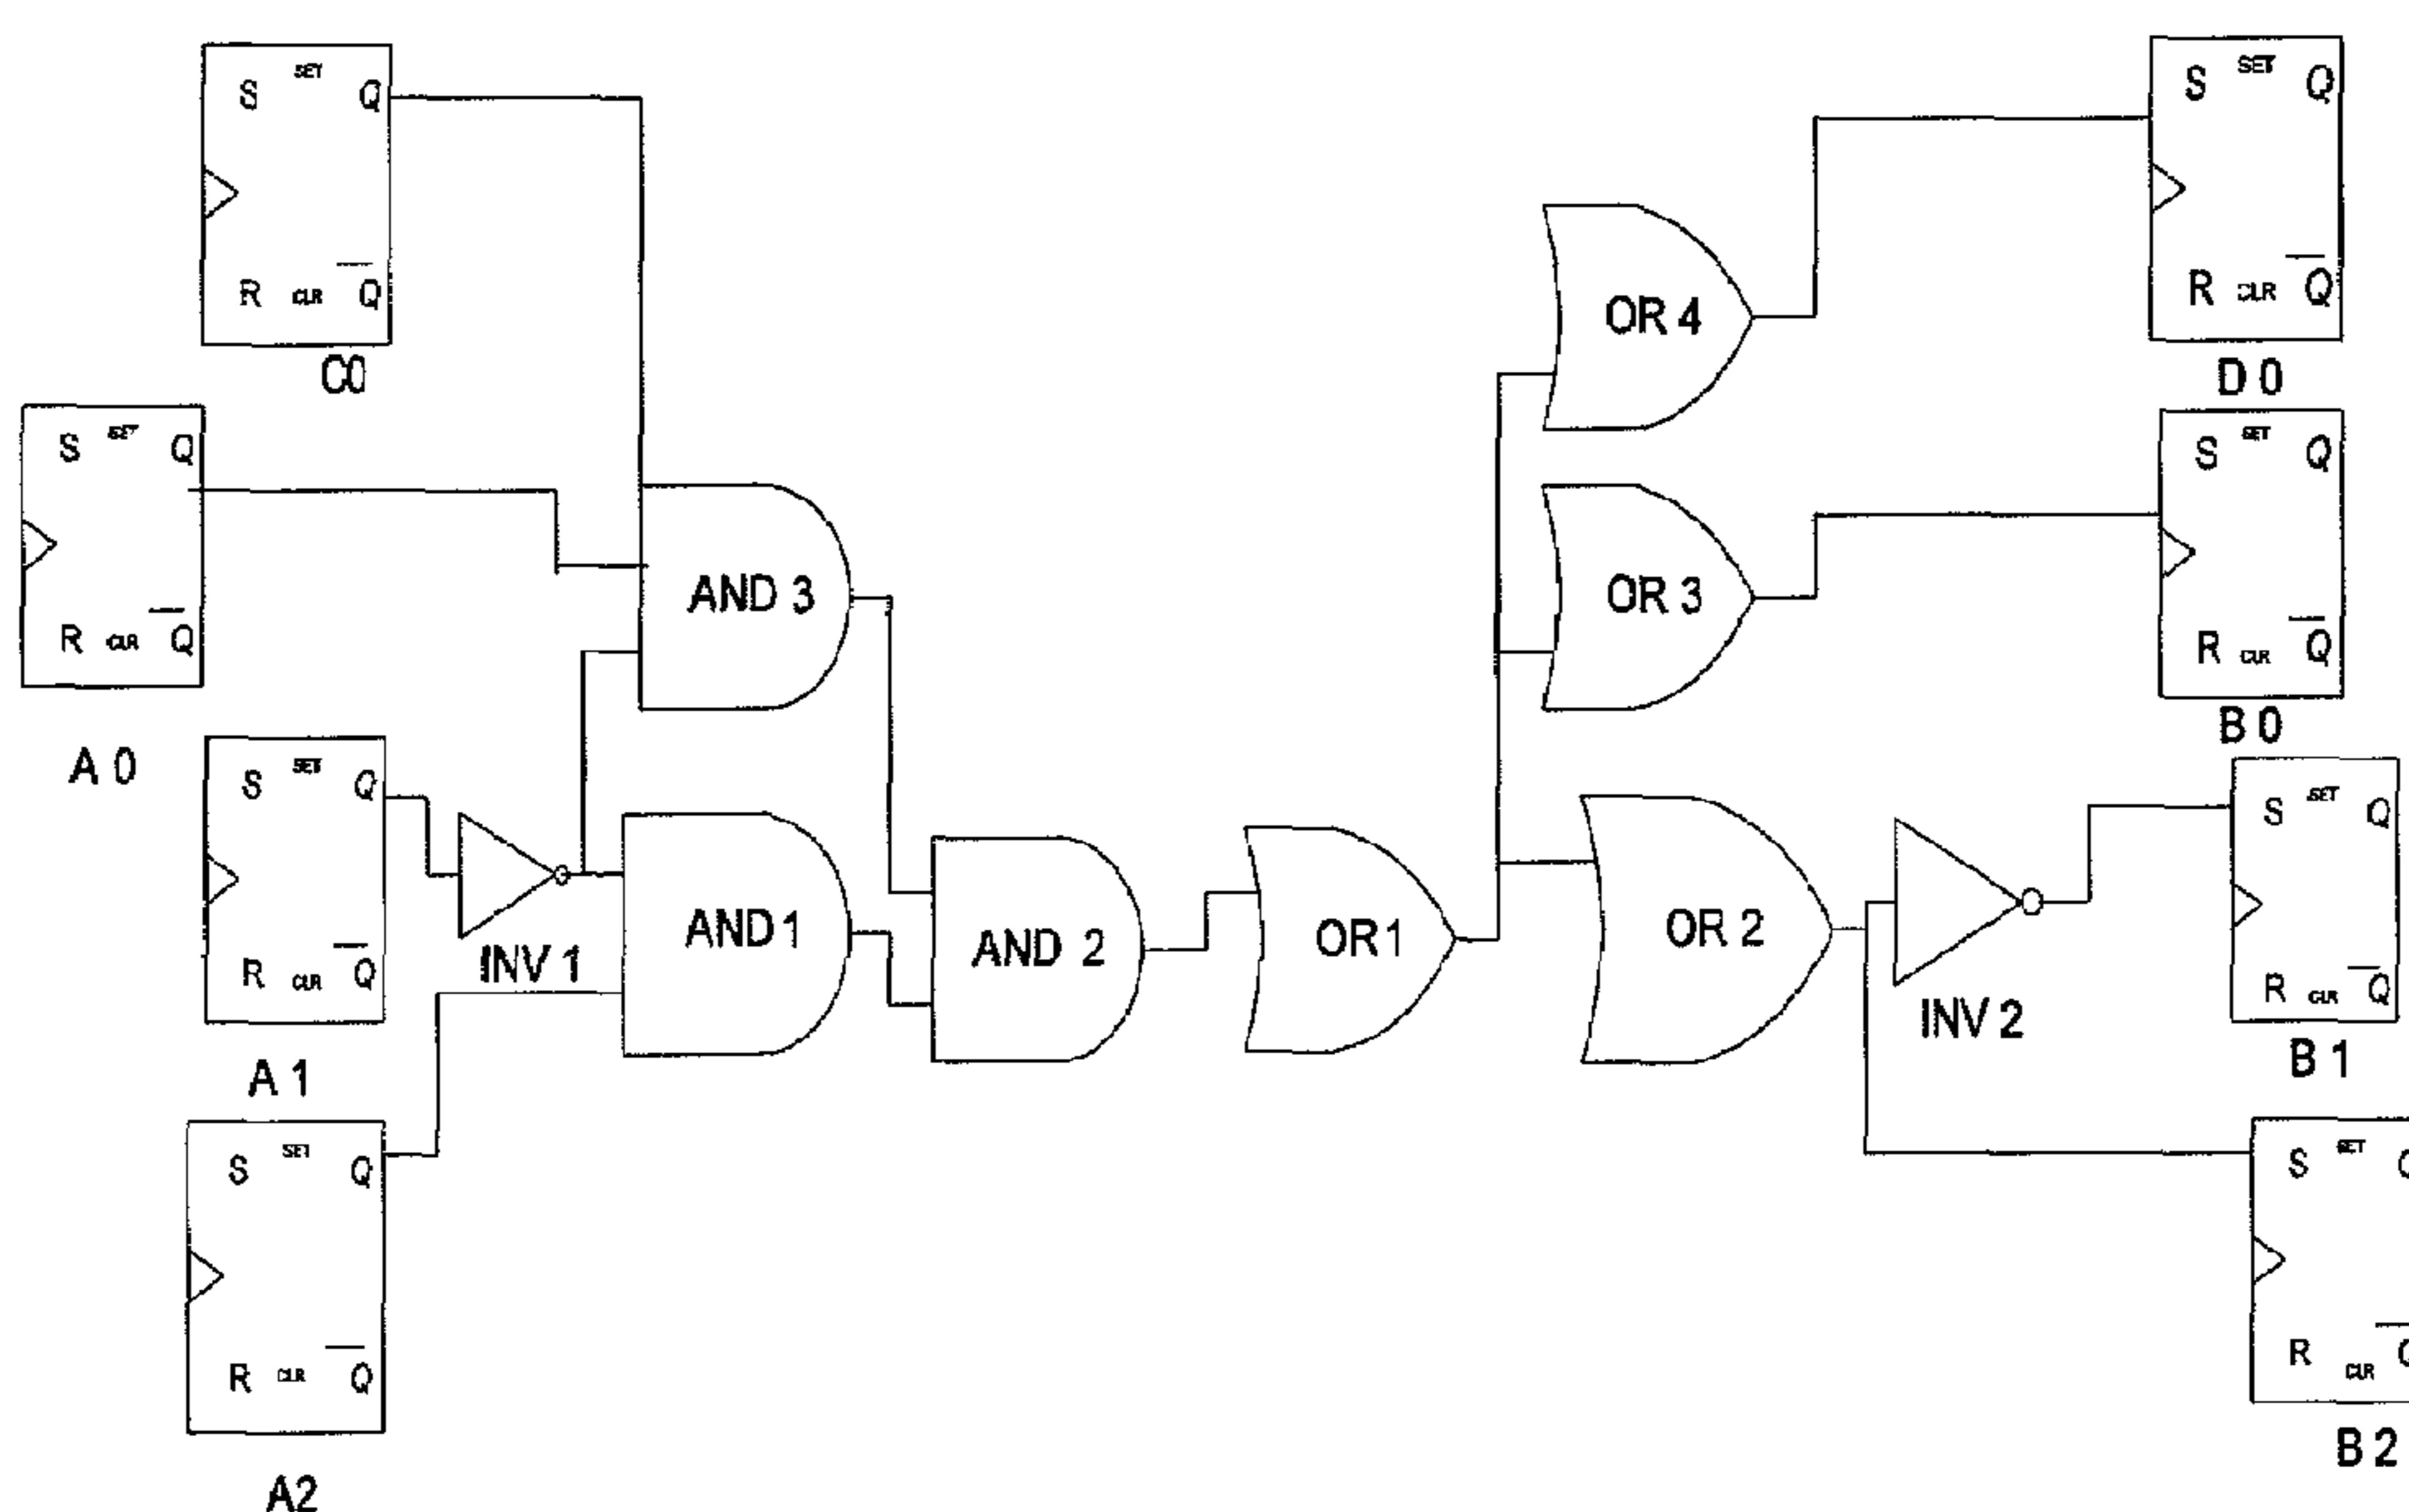 S SET Q
R CLR Q
C0
S SET Q
R CLR Q
A 0
S SET Q
R CLR Q
A 1
S SET Q
R CLR Q
A2
INV 1
AND 3
AND 1
AND 2
OR 1
OR 4
OR 3
OR 2
INV 2
S SET Q
R CLR Q
D 0
S SET Q
R CLR Q
B 0
S SET Q
R CLR Q
B 1
S SET Q
R CLR Q
B 2